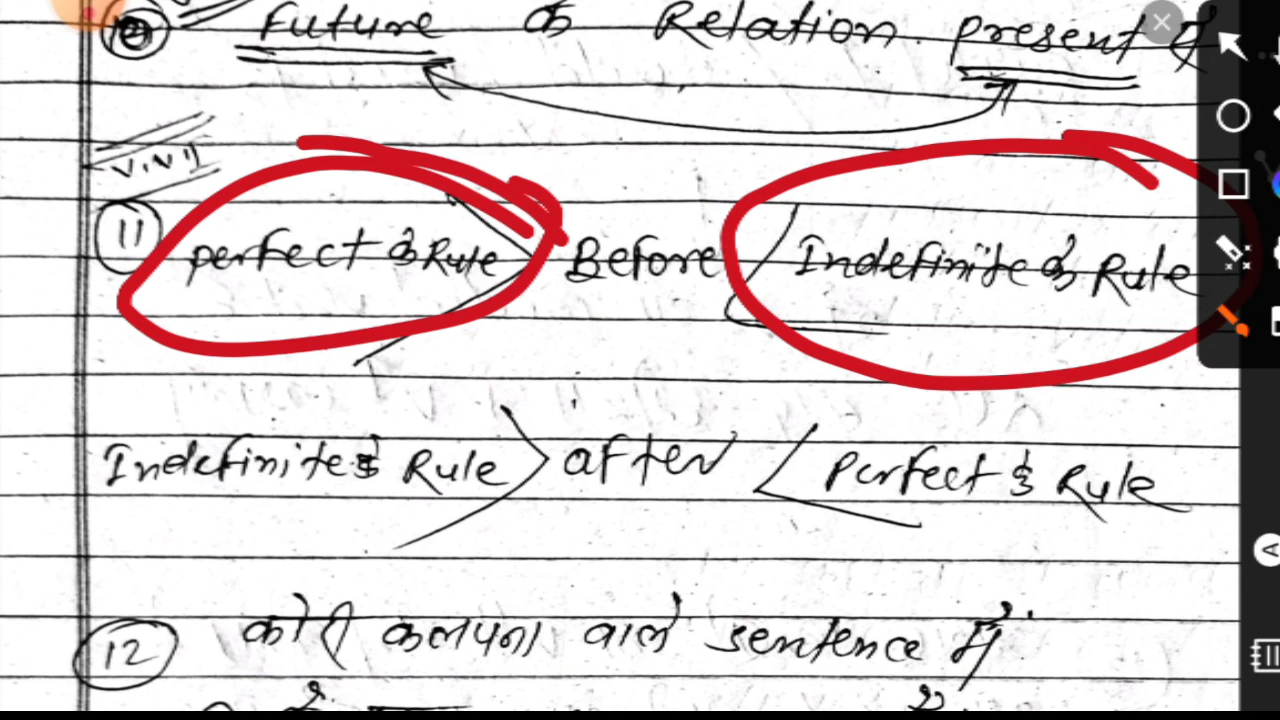 Future के Relation present से
V.V.I
11 perfect के Rule Before Indefinite के Rule
Indefinite के Rule after Perfect के Rule
12 कोरी कल्पना वाले sentence में